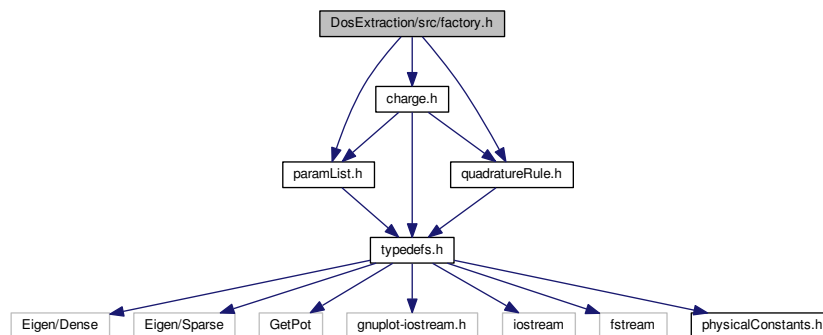 DosExtraction/src/factory.h
charge.h
paramList.h
quadratureRule.h
typedefs.h
Eigen/Dense
Eigen/Sparse
GetPot
gnuplot-iostream.h
iostream
fstream
physicalConstants.h